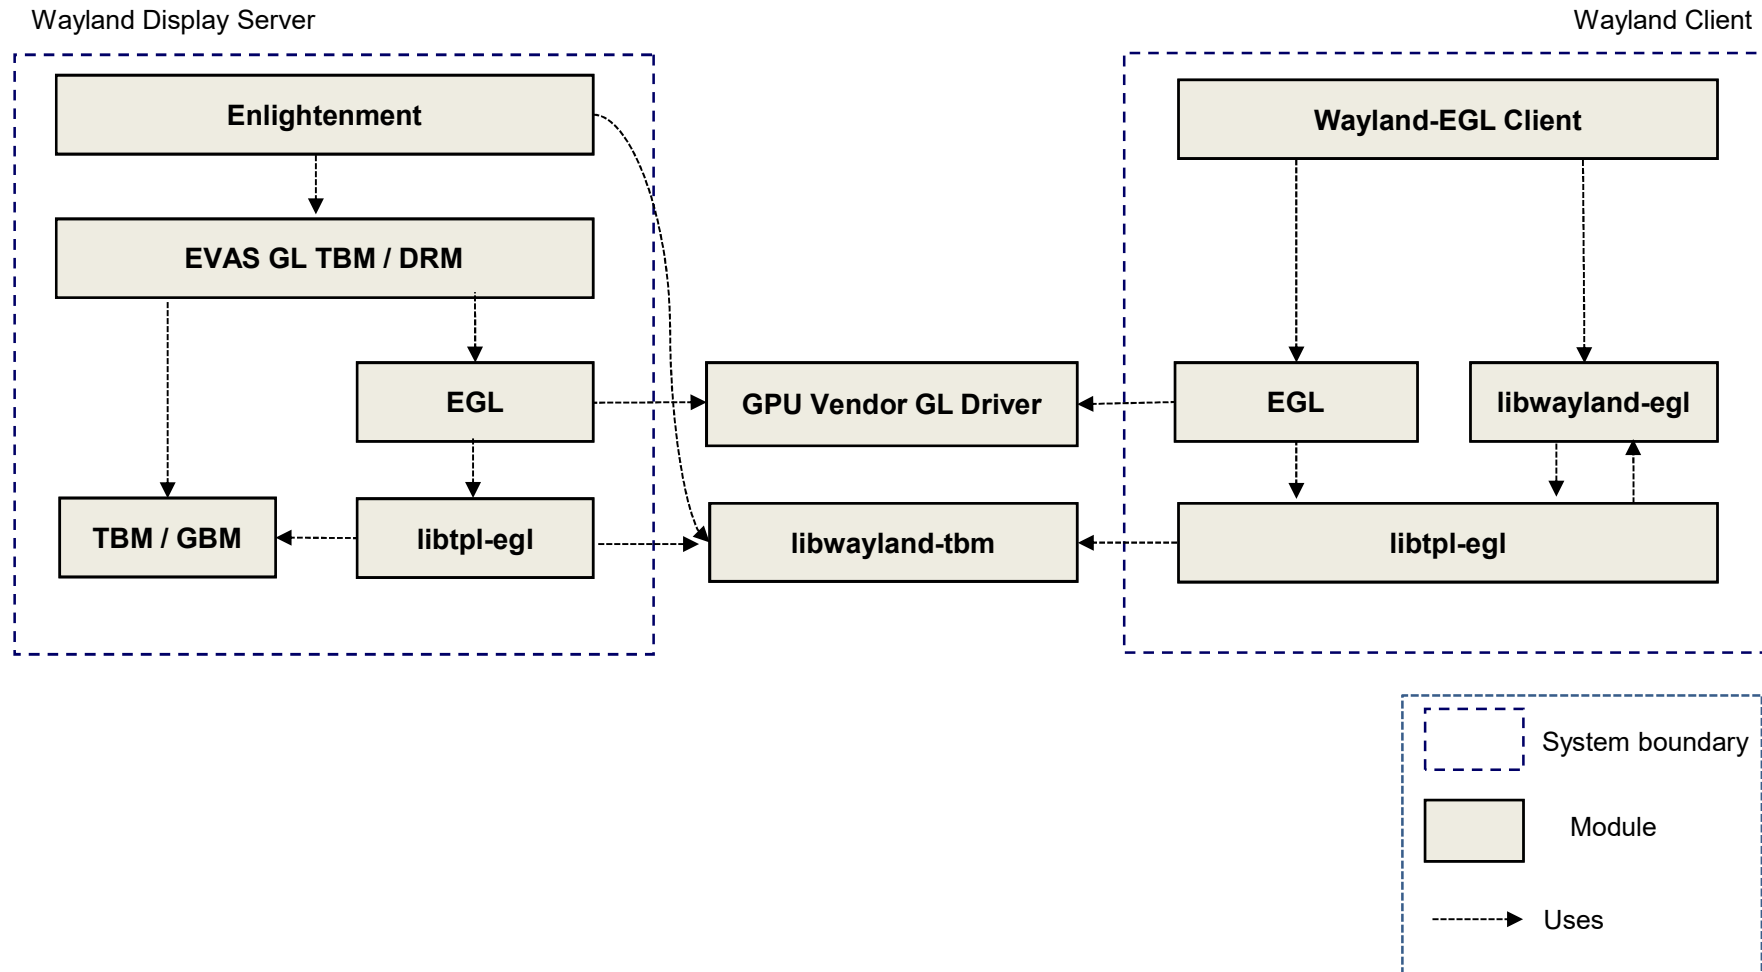 Wayland Display Server
Wayland Client
Enlightenment
Wayland-EGL Client
EVAS GL TBM / DRM
EGL
GPU Vendor GL Driver
EGL
libwayland-egl
TBM / GBM
libtpl-egl
libwayland-tbm
libtpl-egl
System boundary
Module
Uses